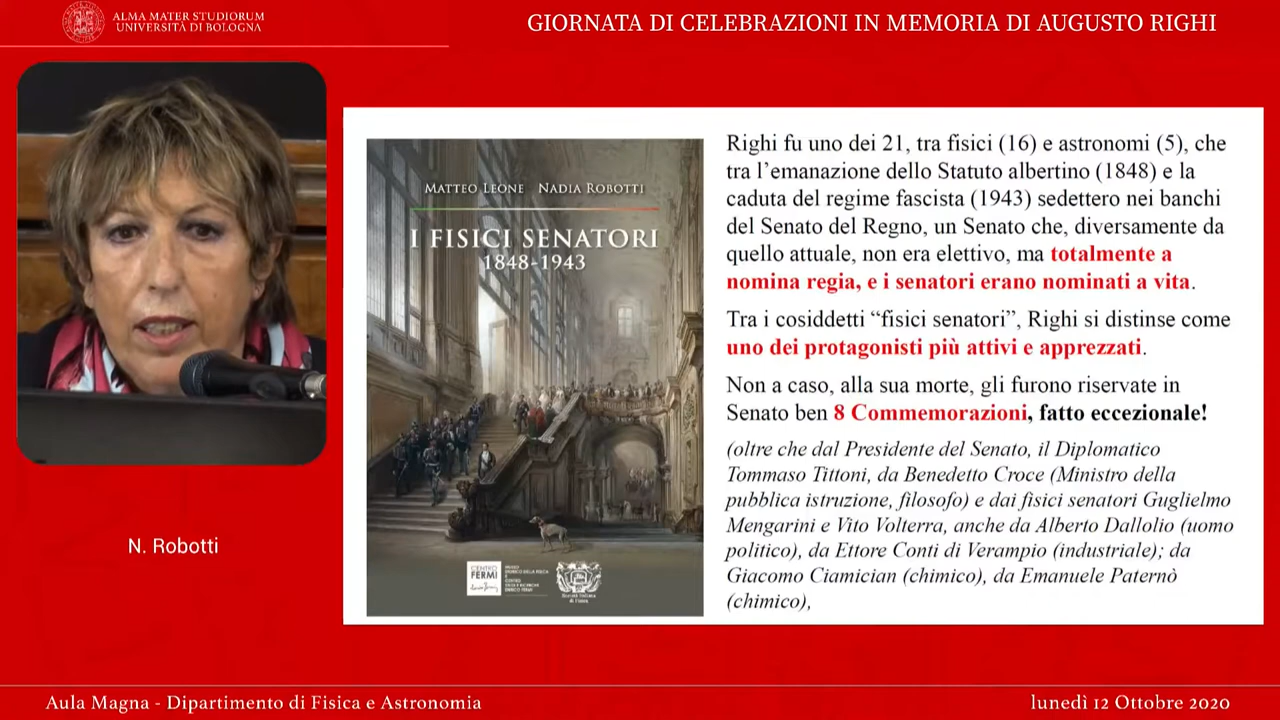 ALMA MATER STUDIORUM
UNIVERSITÀ DI BOLOGNA
GIORNATA DI CELEBRAZIONI IN MEMORIA DI AUGUSTO RIGHI
N. Robotti
MATTEO LEONE NADIA ROBOTTI
I FISICI SENATORI
1848-1943
CENTRO
FERMI
Righi fu uno dei 21, tra fisici (16) e astronomi (5), che
tra l’emanazione dello Statuto albertino (1848) e la
caduta del regime fascista (1943) sedettero nei banchi
del Senato del Regno, un Senato che, diversamente da
quello attuale, non era elettivo, ma totalmente a
nomina regia, e i senatori erano nominati a vita.
Tra i cosiddetti “fisici senatori”, Righi si distinse come
uno dei protagonisti più attivi e apprezzati.
Non a caso, alla sua morte, gli furono riservate in
Senato ben 8 Commemorazioni, fatto eccezionale!
(oltre che dal Presidente del Senato, il Diplomatico
Tommaso Tittoni, da Benedetto Croce (Ministro della
pubblica istruzione, filosofo) e dai fisici senatori Guglielmo
Mengarini e Vito Volterra, anche da Alberto Dallolio (uomo
politico), da Ettore Conti di Verampio (industriale); da
Giacomo Ciamician (chimico), da Emanuele Paternò
(chimico),
Aula Magna - Dipartimento di Fisica e Astronomia
lunedì 12 Ottobre 2020